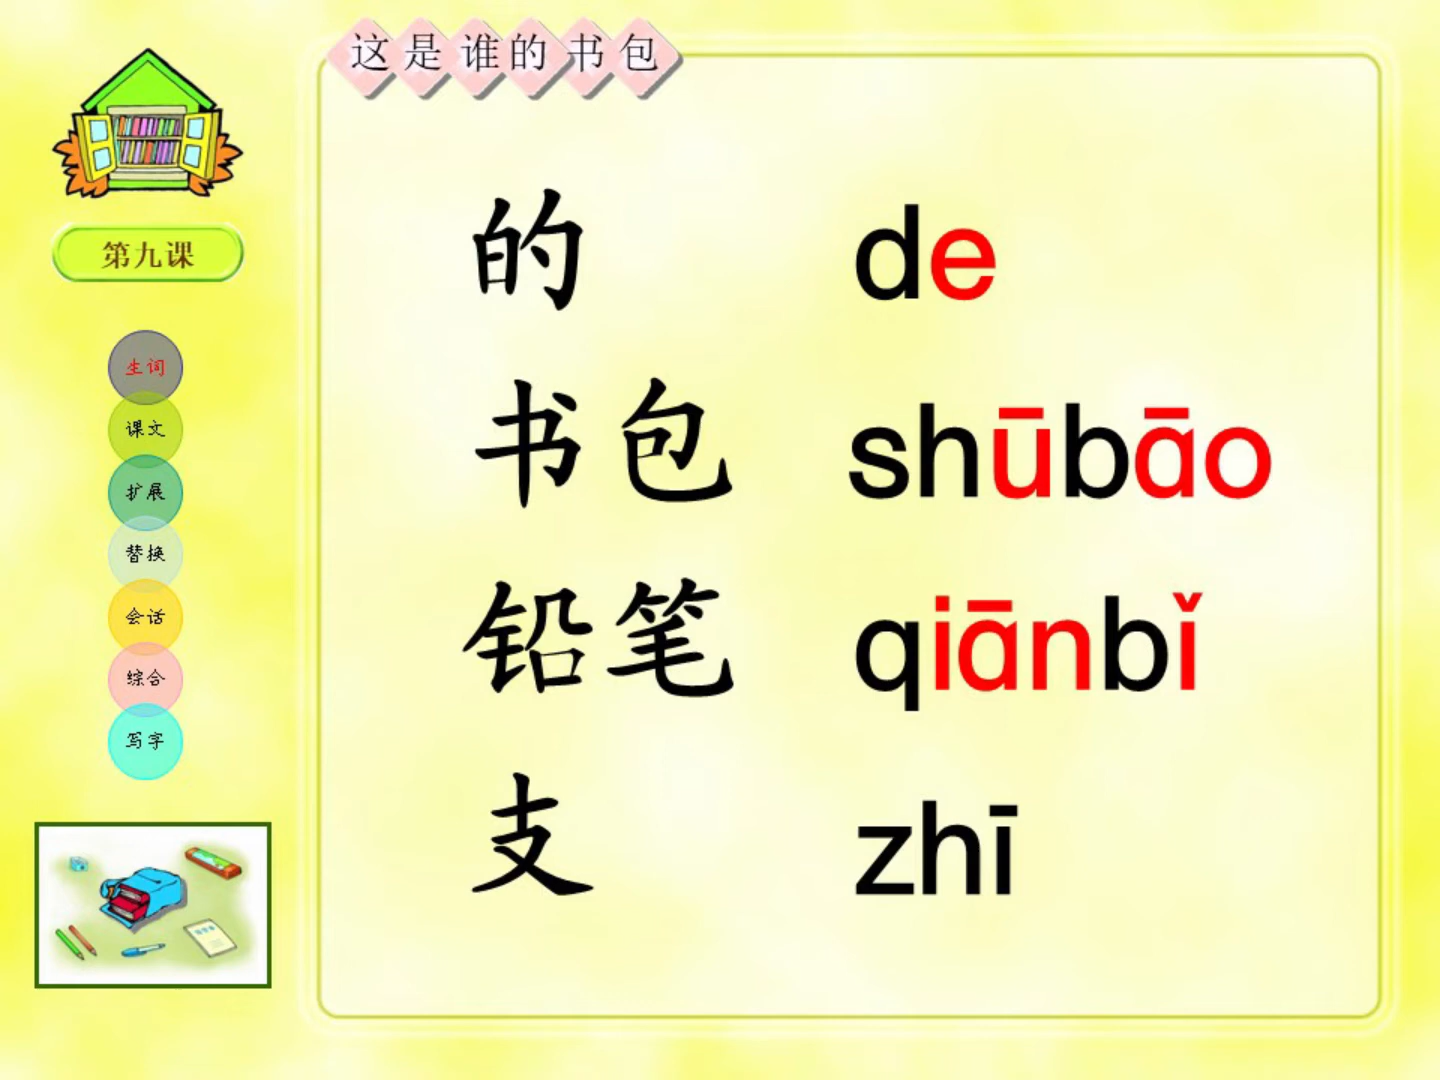 这是谁的书包
第九课
生词
课文
扩展
替换
会话
综合
写字
的 de
书包 shūbāo
铅笔 qiānbǐ
支 zhī